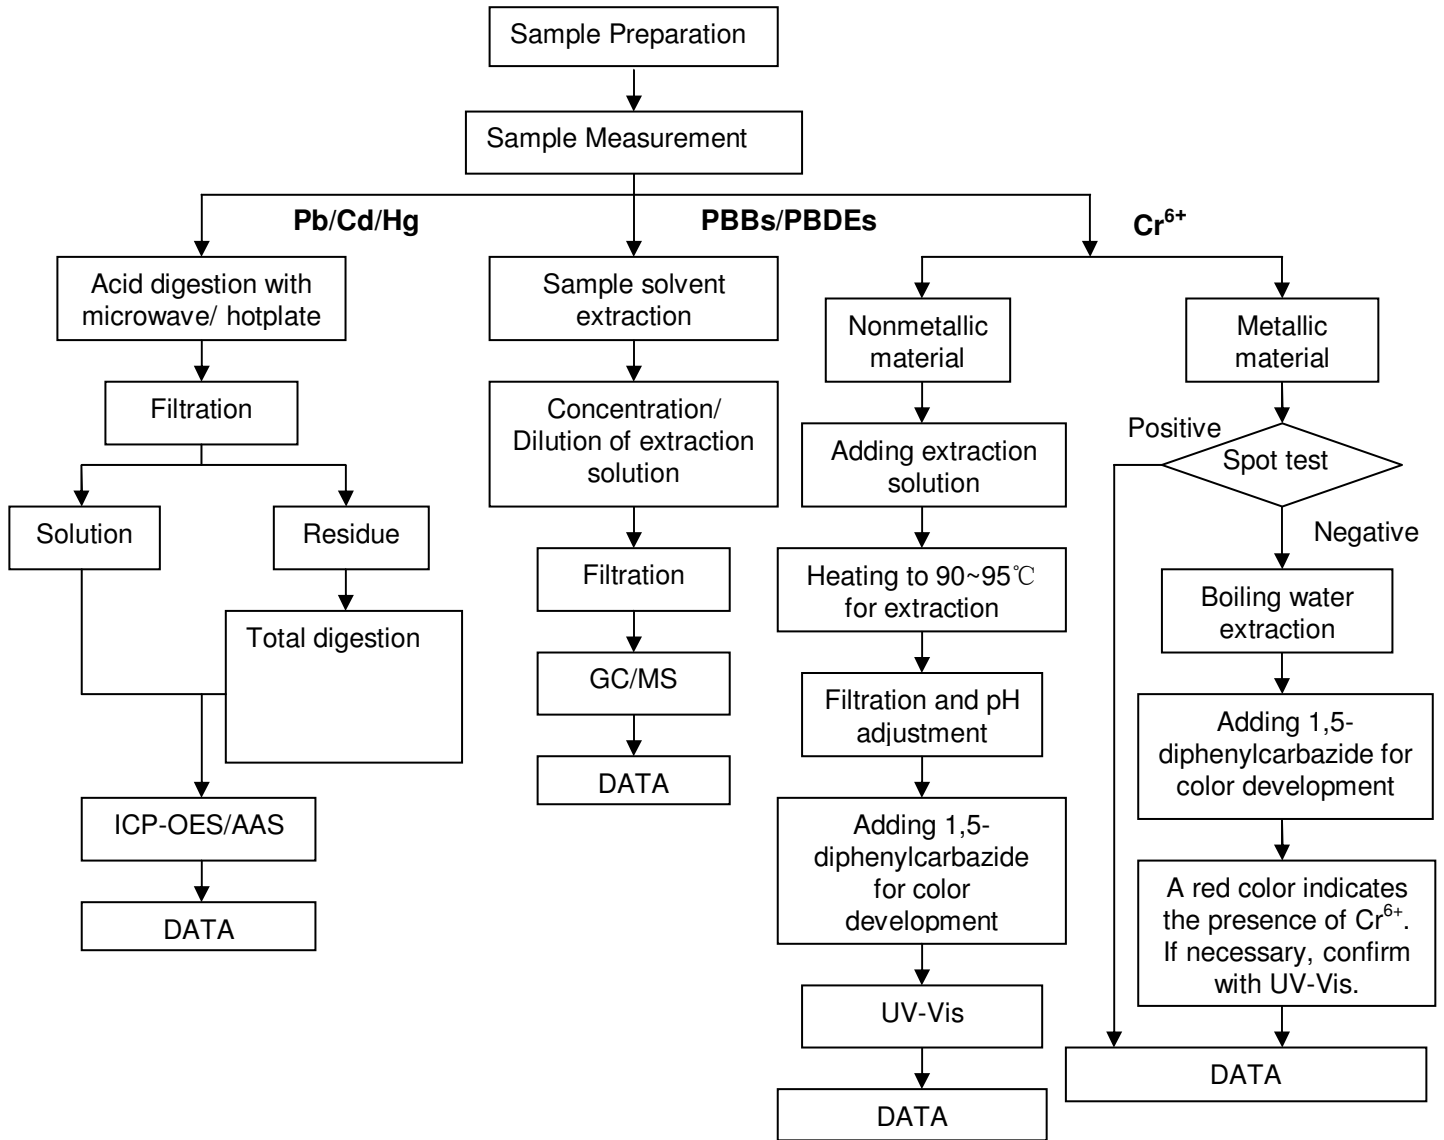 Sample Preparation
Sample Measurement
Pb/Cd/Hg
PBBs/PBDEs
Cr⁶⁺
Acid digestion with
microwave/ hotplate
Filtration
Solution
Residue
Total digestion
ICP-OES/AAS
DATA
Sample solvent
extraction
Concentration/
Dilution of extraction
solution
Filtration
GC/MS
DATA
Nonmetallic
material
Adding extraction
solution
Heating to 90~95℃
for extraction
Filtration and pH
adjustment
Adding 1,5-
diphenylcarbazide
for color
development
UV-Vis
DATA
Metallic
material
Positive
Spot test
Negative
Boiling water
extraction
Adding 1,5-
diphenylcarbazide for
color development
A red color indicates
the presence of Cr⁶⁺.
If necessary, confirm
with UV-Vis.
DATA